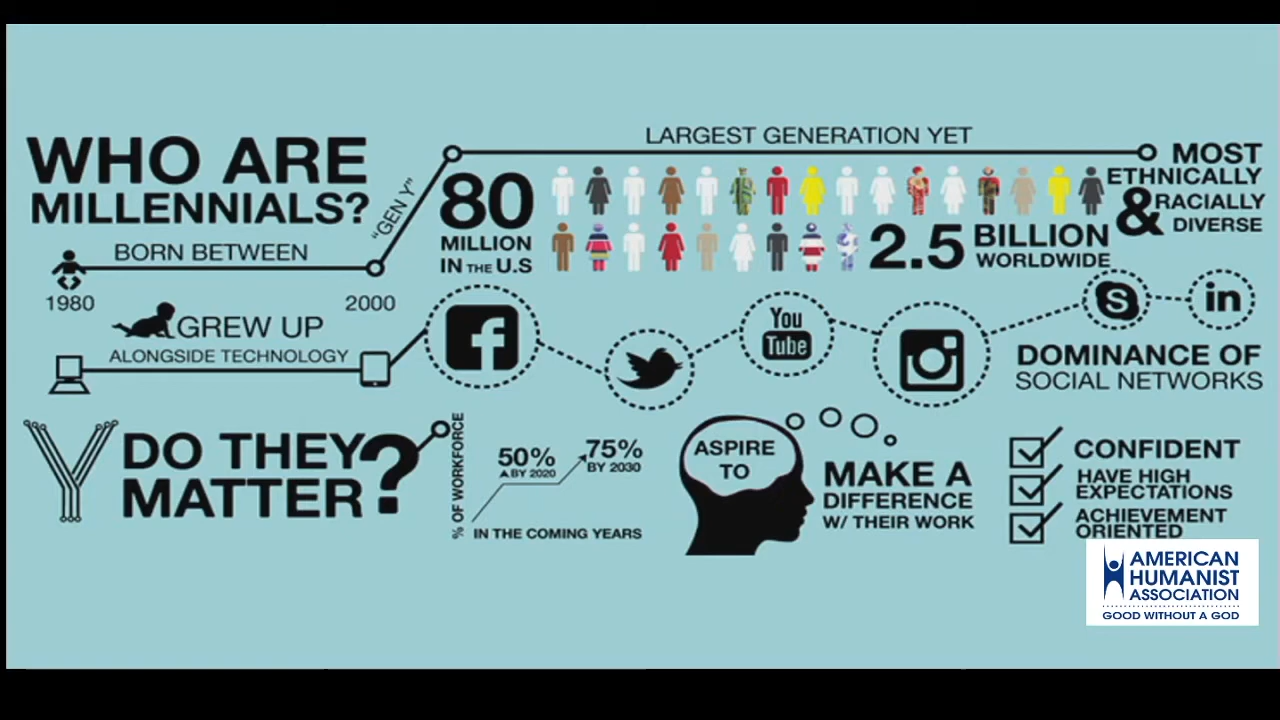 WHO ARE
MILLENNIALS?
BORN BETWEEN
1980
2000
"GEN Y"
LARGEST GENERATION YET
80
MILLION
IN THE U.S
2.5 BILLION
WORLDWIDE
MOST
ETHNICALLY
& RACIALLY
DIVERSE
GREW UP
ALONGSIDE TECHNOLOGY
f
You
Tube
S
in
DOMINANCE OF
SOCIAL NETWORKS
Y DO THEY
MATTER?
% OF WORKFORCE
50%
BY 2020
75%
BY 2030
IN THE COMING YEARS
ASPIRE
TO
MAKE A
DIFFERENCE
W/ THEIR WORK
CONFIDENT
HAVE HIGH
EXPECTATIONS
ACHIEVEMENT
ORIENTED
AMERICAN
HUMANIST
ASSOCIATION
GOOD WITHOUT A GOD